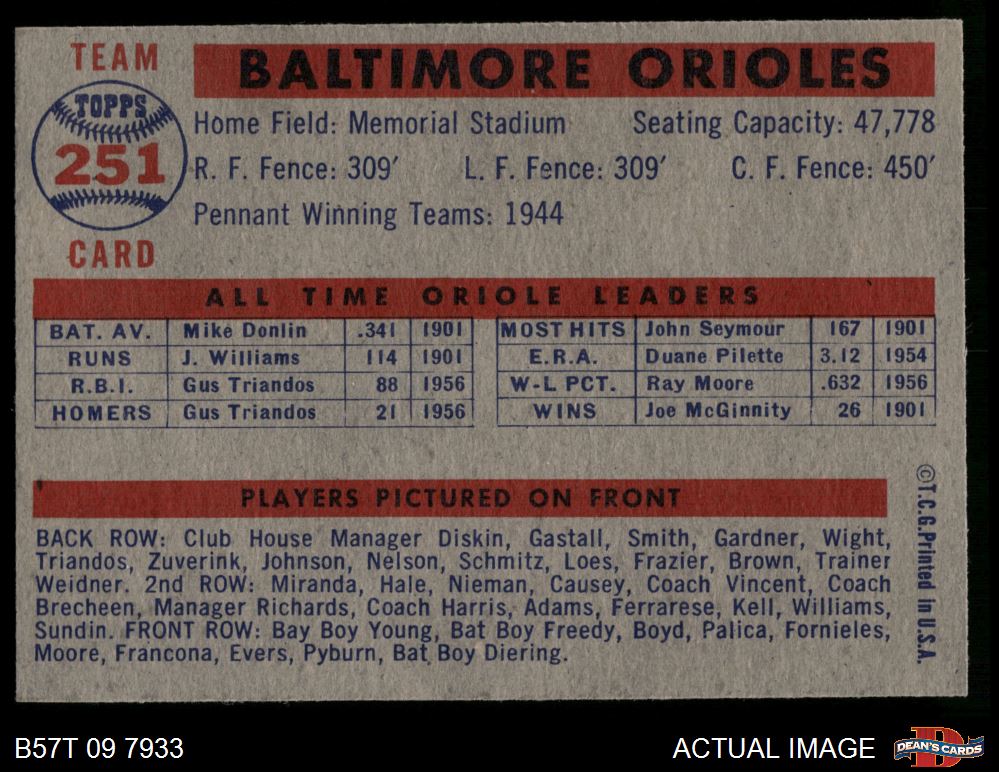 TEAM
TOPPS
251
CARD
BALTIMORE ORIOLES
Home Field: Memorial Stadium Seating Capacity: 47,778
R. F. Fence: 309′ L. F. Fence: 309′ C. F. Fence: 450′
Pennant Winning Teams: 1944
ALL TIME ORIOLE LEADERS
BAT. AV. Mike Donlin .341 1901 MOST HITS John Seymour 167 1901
RUNS J. Williams 114 1901 E.R.A. Duane Pilette 3.12 1954
R.B.I. Gus Triandos 88 1956 W-L PCT. Ray Moore .632 1956
HOMERS Gus Triandos 21 1956 WINS Joe McGinnity 26 1901
PLAYERS PICTURED ON FRONT
BACK ROW: Club House Manager Diskin, Gastall, Smith, Gardner, Wight,
Triandos, Zuverink, Johnson, Nelson, Schmitz, Loes, Frazier, Brown, Trainer
Weidner. 2nd ROW: Miranda, Hale, Nieman, Causey, Coach Vincent, Coach
Brecheen, Manager Richards, Coach Harris, Adams, Ferrarese, Kell, Williams,
Sundin. FRONT ROW: Bay Boy Young, Bat Boy Freedy, Boyd, Palica, Fornieles,
Moore, Francona, Evers, Pyburn, Bat Boy Diering.
©T.C.G. Printed in U.S.A.
B57T 09 7933 ACTUAL IMAGE
D
DEAN'S CARDS